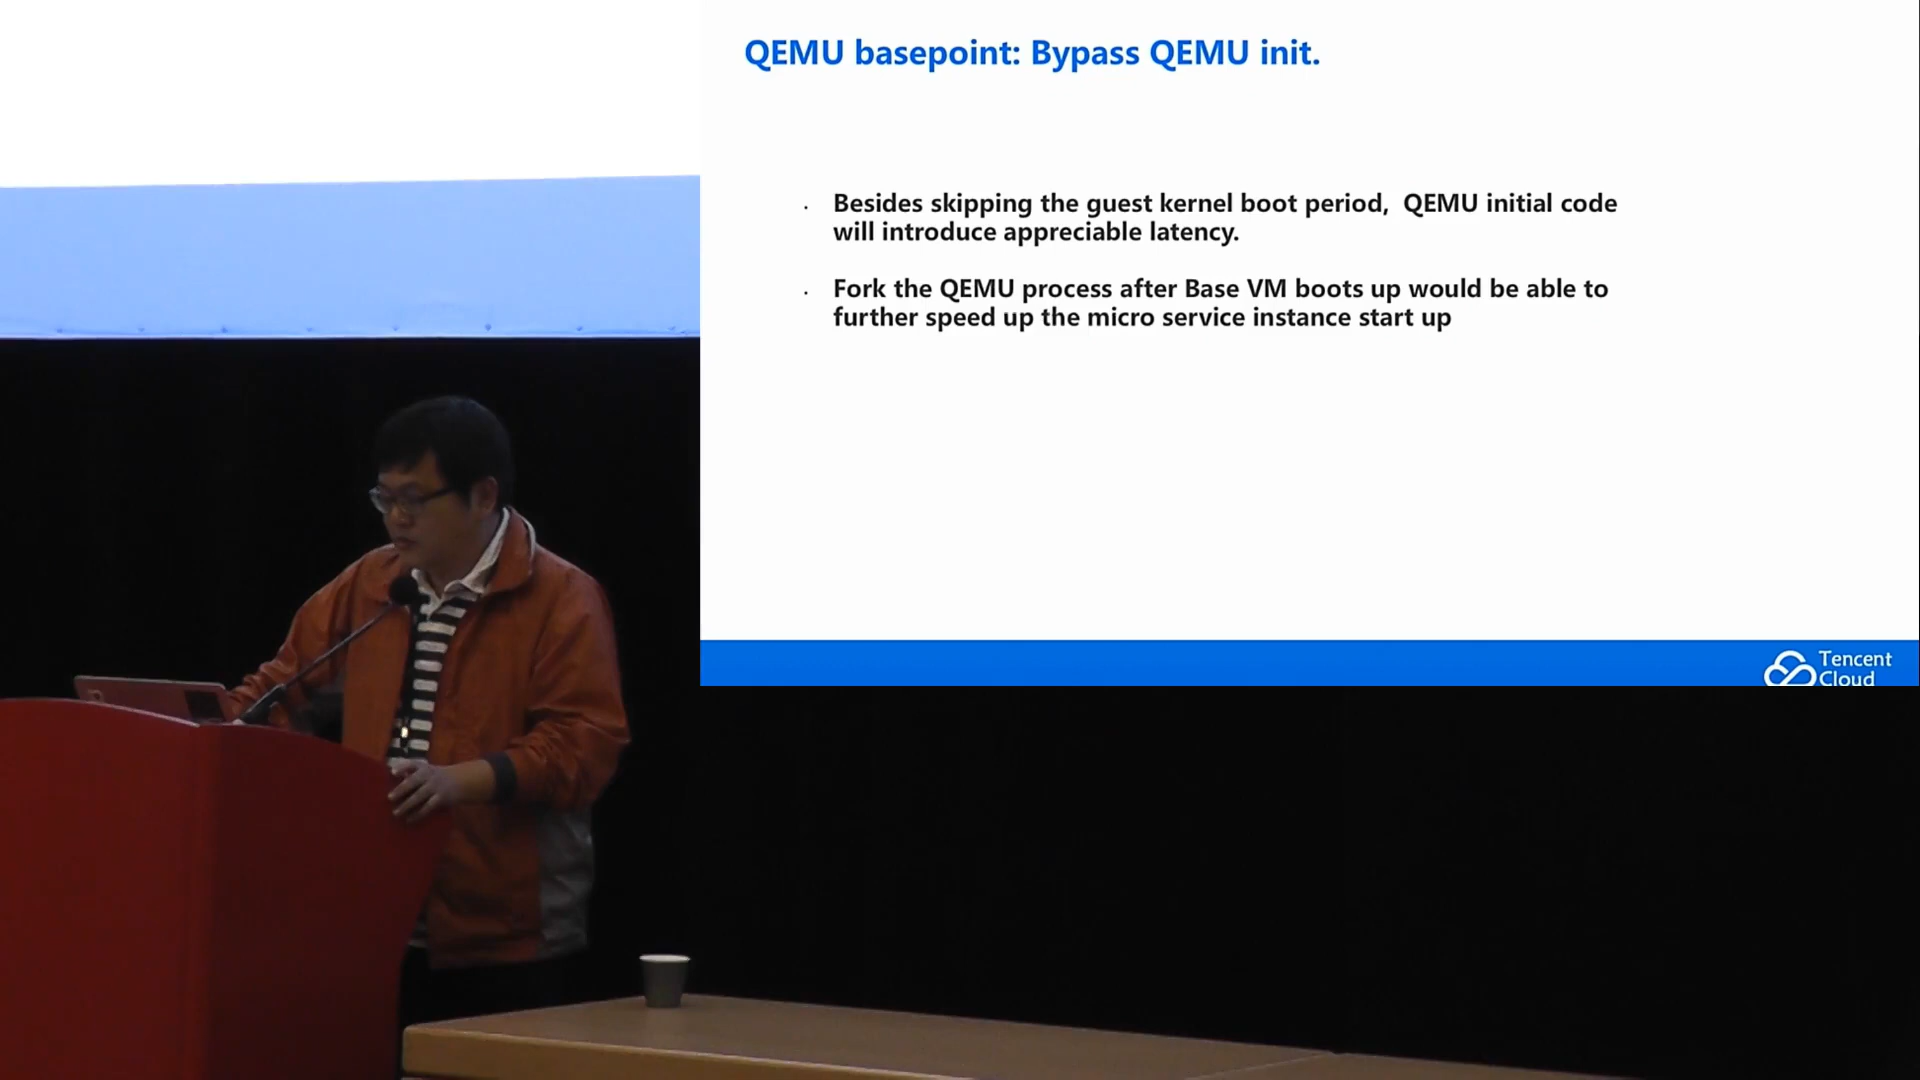 QEMU basepoint: Bypass QEMU init.
· Besides skipping the guest kernel boot period, QEMU initial code
will introduce appreciable latency.
· Fork the QEMU process after Base VM boots up would be able to
further speed up the micro service instance start up
Tencent
Cloud